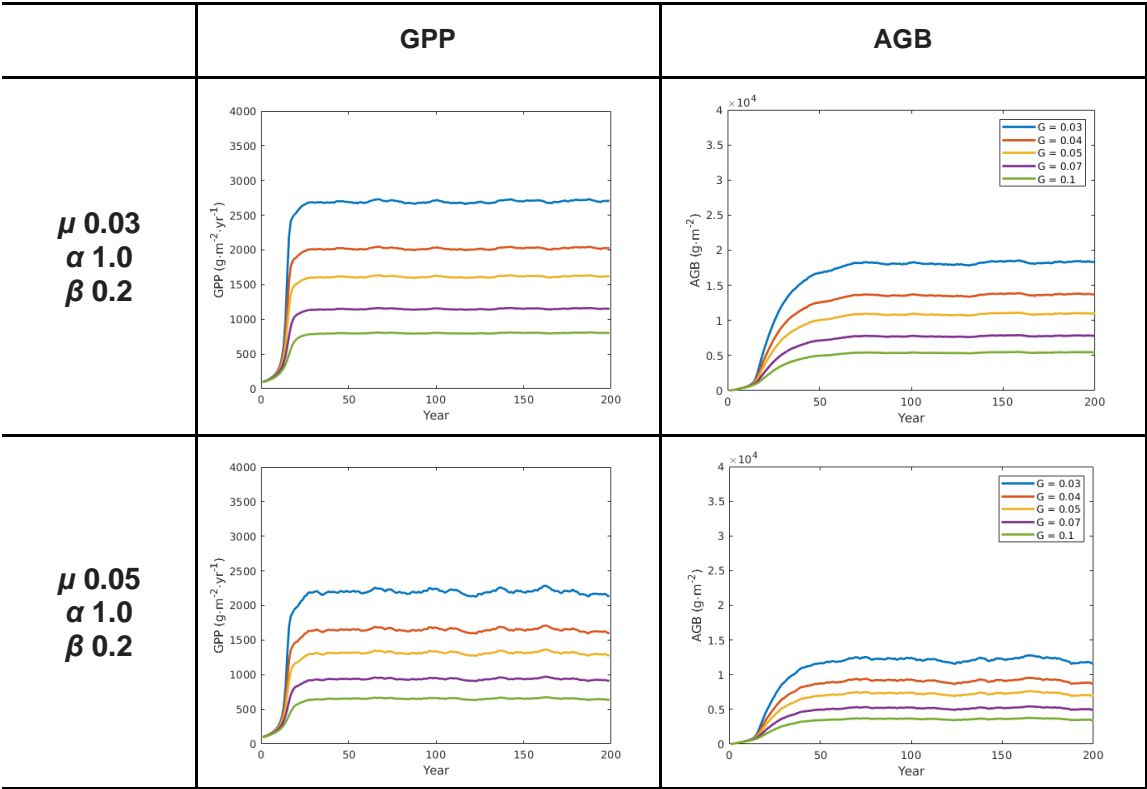 GPP
AGB
μ 0.03
α 1.0
β 0.2
4000
3500
3000
2500
2000
1500
1000
500
0
GPP (g·m⁻²·yr⁻¹)
0 50 100 150 200
Year
×10⁴
4
3.5
3
2.5
2
1.5
1
0.5
0
AGB (g·m⁻²)
G = 0.03
G = 0.04
G = 0.05
G = 0.07
G = 0.1
0 50 100 150 200
Year
μ 0.05
α 1.0
β 0.2
4000
3500
3000
2500
2000
1500
1000
500
0
GPP (g·m⁻²·yr⁻¹)
0 50 100 150 200
Year
×10⁴
4
3.5
3
2.5
2
1.5
1
0.5
0
AGB (g·m⁻²)
G = 0.03
G = 0.04
G = 0.05
G = 0.07
G = 0.1
0 50 100 150 200
Year